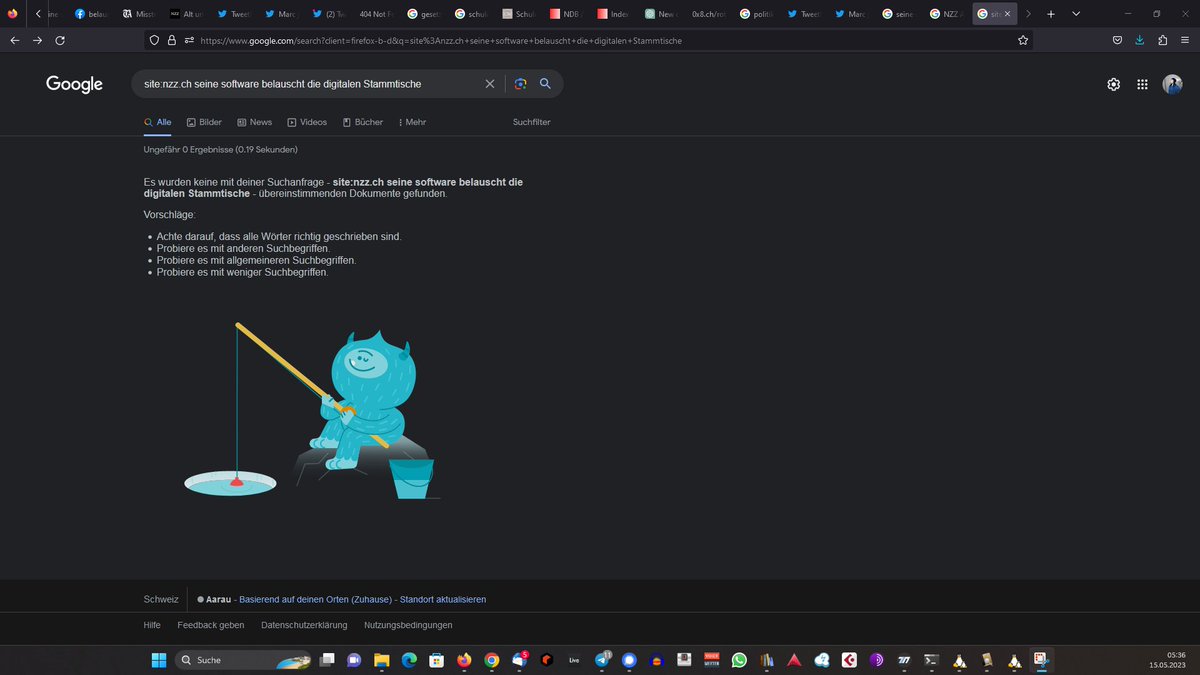 belau
Misst
NZZ
Alt u
Tweet
Marc
(2) Tw
404 Not F
geset
schul
Schul
NDB
Index
New
0x8.ch/ro
politi
Tweet
Marc
seine
NZZ
sit
https://www.google.com/search?client=firefox-b-d&q=site%3Anzz.ch+seine+software+belauscht+die+digitalen+Stammtische
Google
site:nzz.ch seine software belauscht die digitalen Stammtische
Alle Bilder News Videos Bücher Mehr Suchfilter
Ungefähr 0 Ergebnisse (0.19 Sekunden)
Es wurden keine mit deiner Suchanfrage - site:nzz.ch seine software belauscht die
digitalen Stammtische - übereinstimmenden Dokumente gefunden.
Vorschläge:
Achte darauf, dass alle Wörter richtig geschrieben sind.
Probiere es mit anderen Suchbegriffen.
Probiere es mit allgemeineren Suchbegriffen.
Probiere es mit weniger Suchbegriffen.
Schweiz
Aarau - Basierend auf deinen Orten (Zuhause) - Standort aktualisieren
Hilfe Feedback geben Datenschutzerklärung Nutzungsbedingungen
Suche
5
Live
11
05:36
15.05.2023